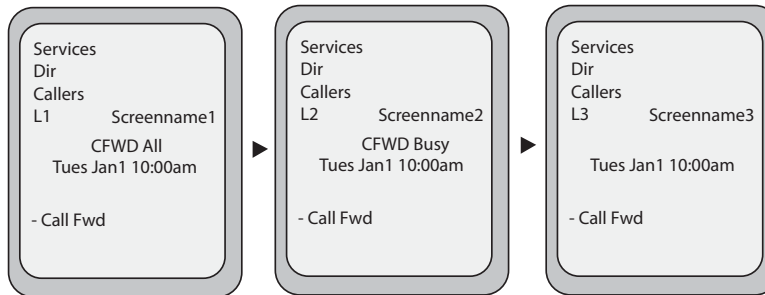 Services
Dir
Callers
L1 Screenname1
CFWD All
Tues Jan1 10:00am
- Call Fwd
Services
Dir
Callers
L2 Screenname2
CFWD Busy
Tues Jan1 10:00am
- Call Fwd
Services
Dir
Callers
L3 Screenname3
Tues Jan1 10:00am
- Call Fwd